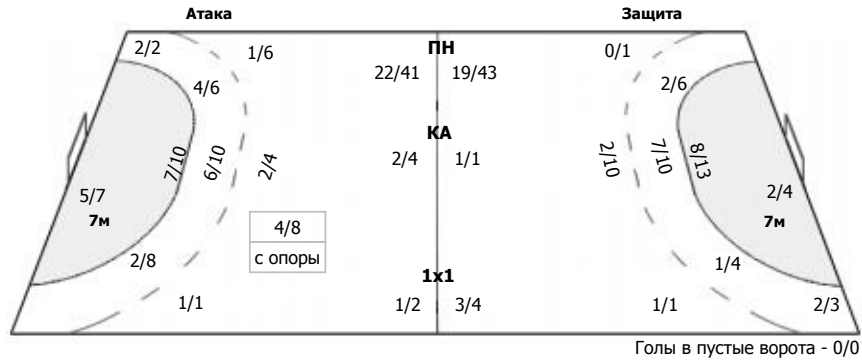 Атака Защита
2/2 1/6 ПН 0/1
22/41 19/43
4/6 2/6
КА
7/10 6/10 2/4 2/4 1/1 2/10 7/10 8/13
5/7 2/4
7м 7м
4/8
с опоры
2/8 1/4
1x1
1/1 1/2 3/4 1/1 2/3
Голы в пустые ворота - 0/0